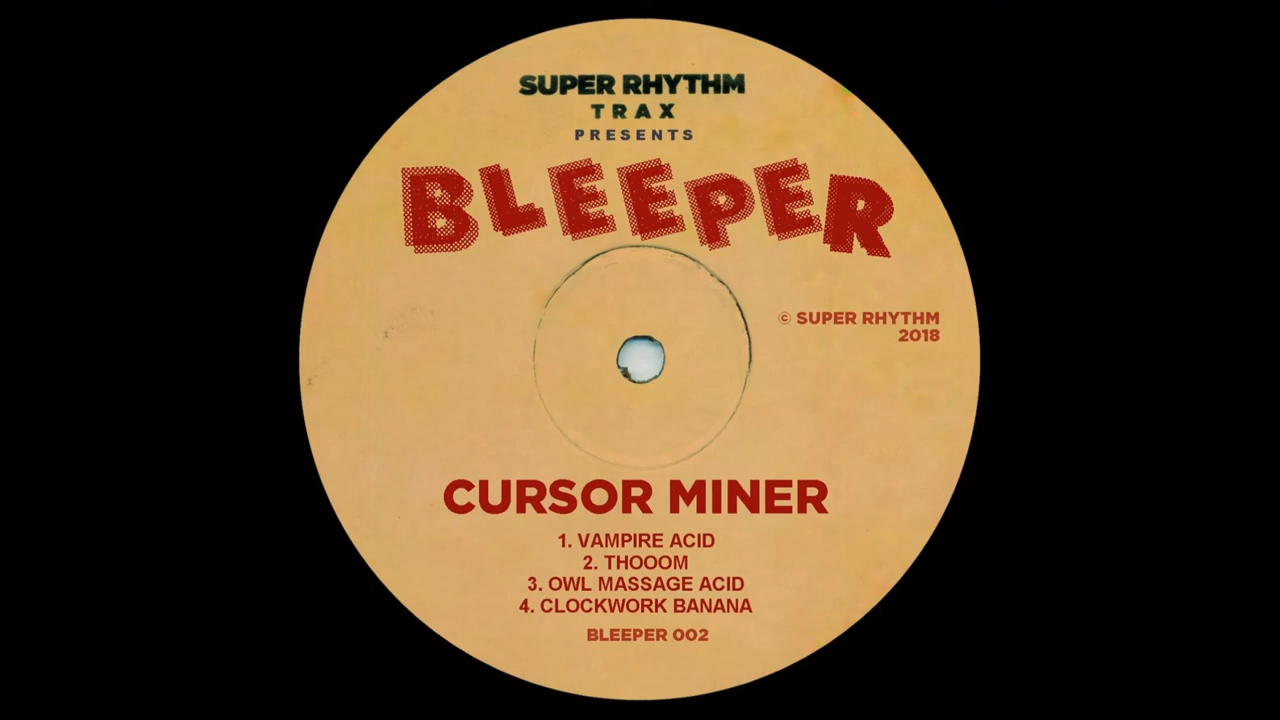 SUPER RHYTHM
TRAX
PRESENTS
BLEEPER
© SUPER RHYTHM
2018
CURSOR MINER
1. VAMPIRE ACID
2. THOOOM
3. OWL MASSAGE ACID
4. CLOCKWORK BANANA
BLEEPER 002